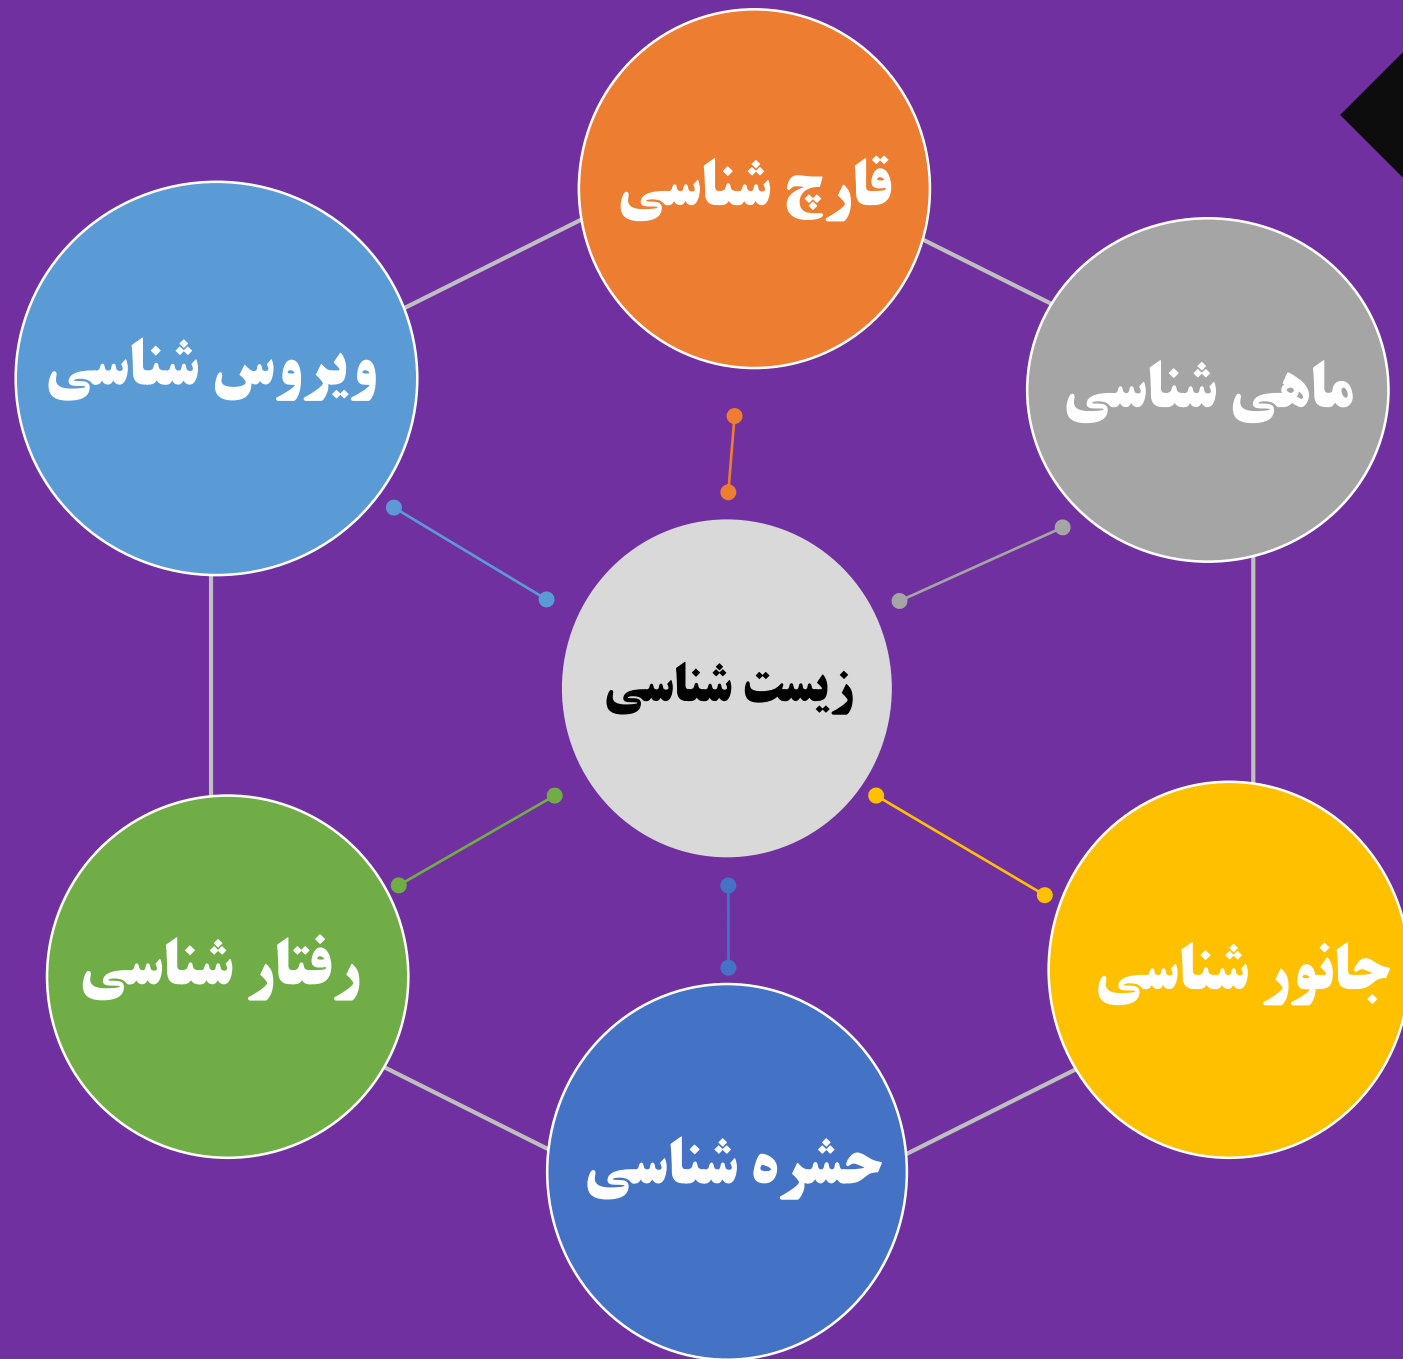 قارچ شناسی
ویروس شناسی
ماهی شناسی
زیست شناسی
رفتار شناسی
جانور شناسی
حشره شناسی